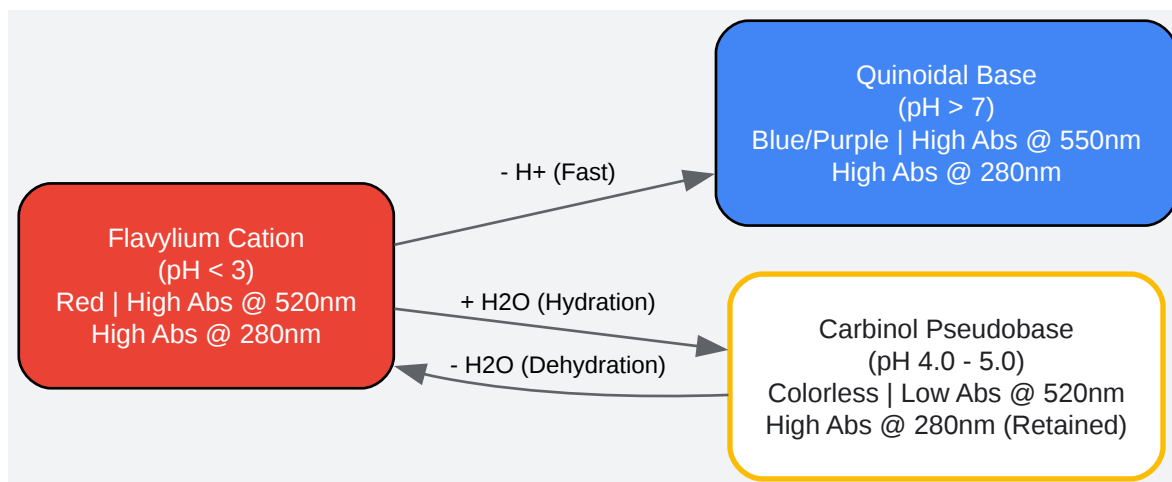 Quinoidal Base
(pH > 7)
Blue/Purple | High Abs @ 550nm
High Abs @ 280nm
- H+ (Fast)
Flavylium Cation
(pH < 3)
Red | High Abs @ 520nm
High Abs @ 280nm
+ H2O (Hydration)
- H2O (Dehydration)
Carbinol Pseudobase
(pH 4.0 - 5.0)
Colorless | Low Abs @ 520nm
High Abs @ 280nm (Retained)